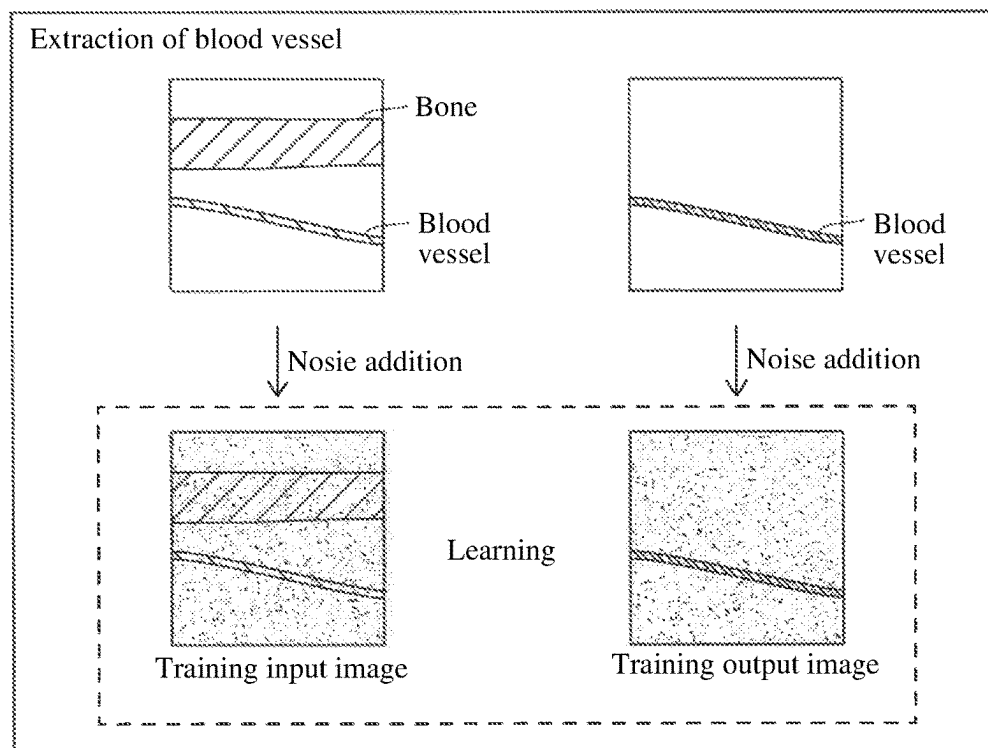 Extraction of blood vessel
Bone
Blood
vessel
Blood
vessel
Nosie addition
Noise addition
Learning
Training input image
Training output image